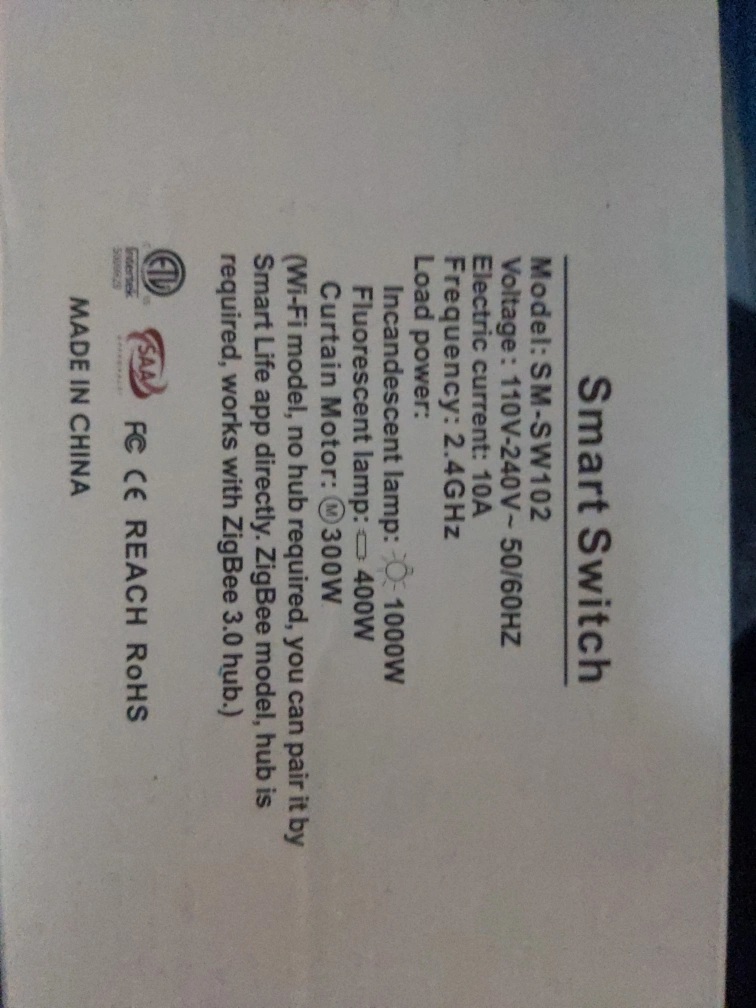 Smart Switch
Model: SM-SW102
Voltage: 110V-240V~ 50/60HZ
Electric current: 10A
Frequency: 2.4GHz
Load power:
Incandescent lamp: 1000W
Fluorescent lamp: 400W
Curtain Motor: M 300W
(Wi-Fi model, no hub required, you can pair it by
Smart Life app directly. ZigBee model, hub is
required, works with ZigBee 3.0 hub.)
ETL Intertek SAA FC CE REACH RoHS
MADE IN CHINA